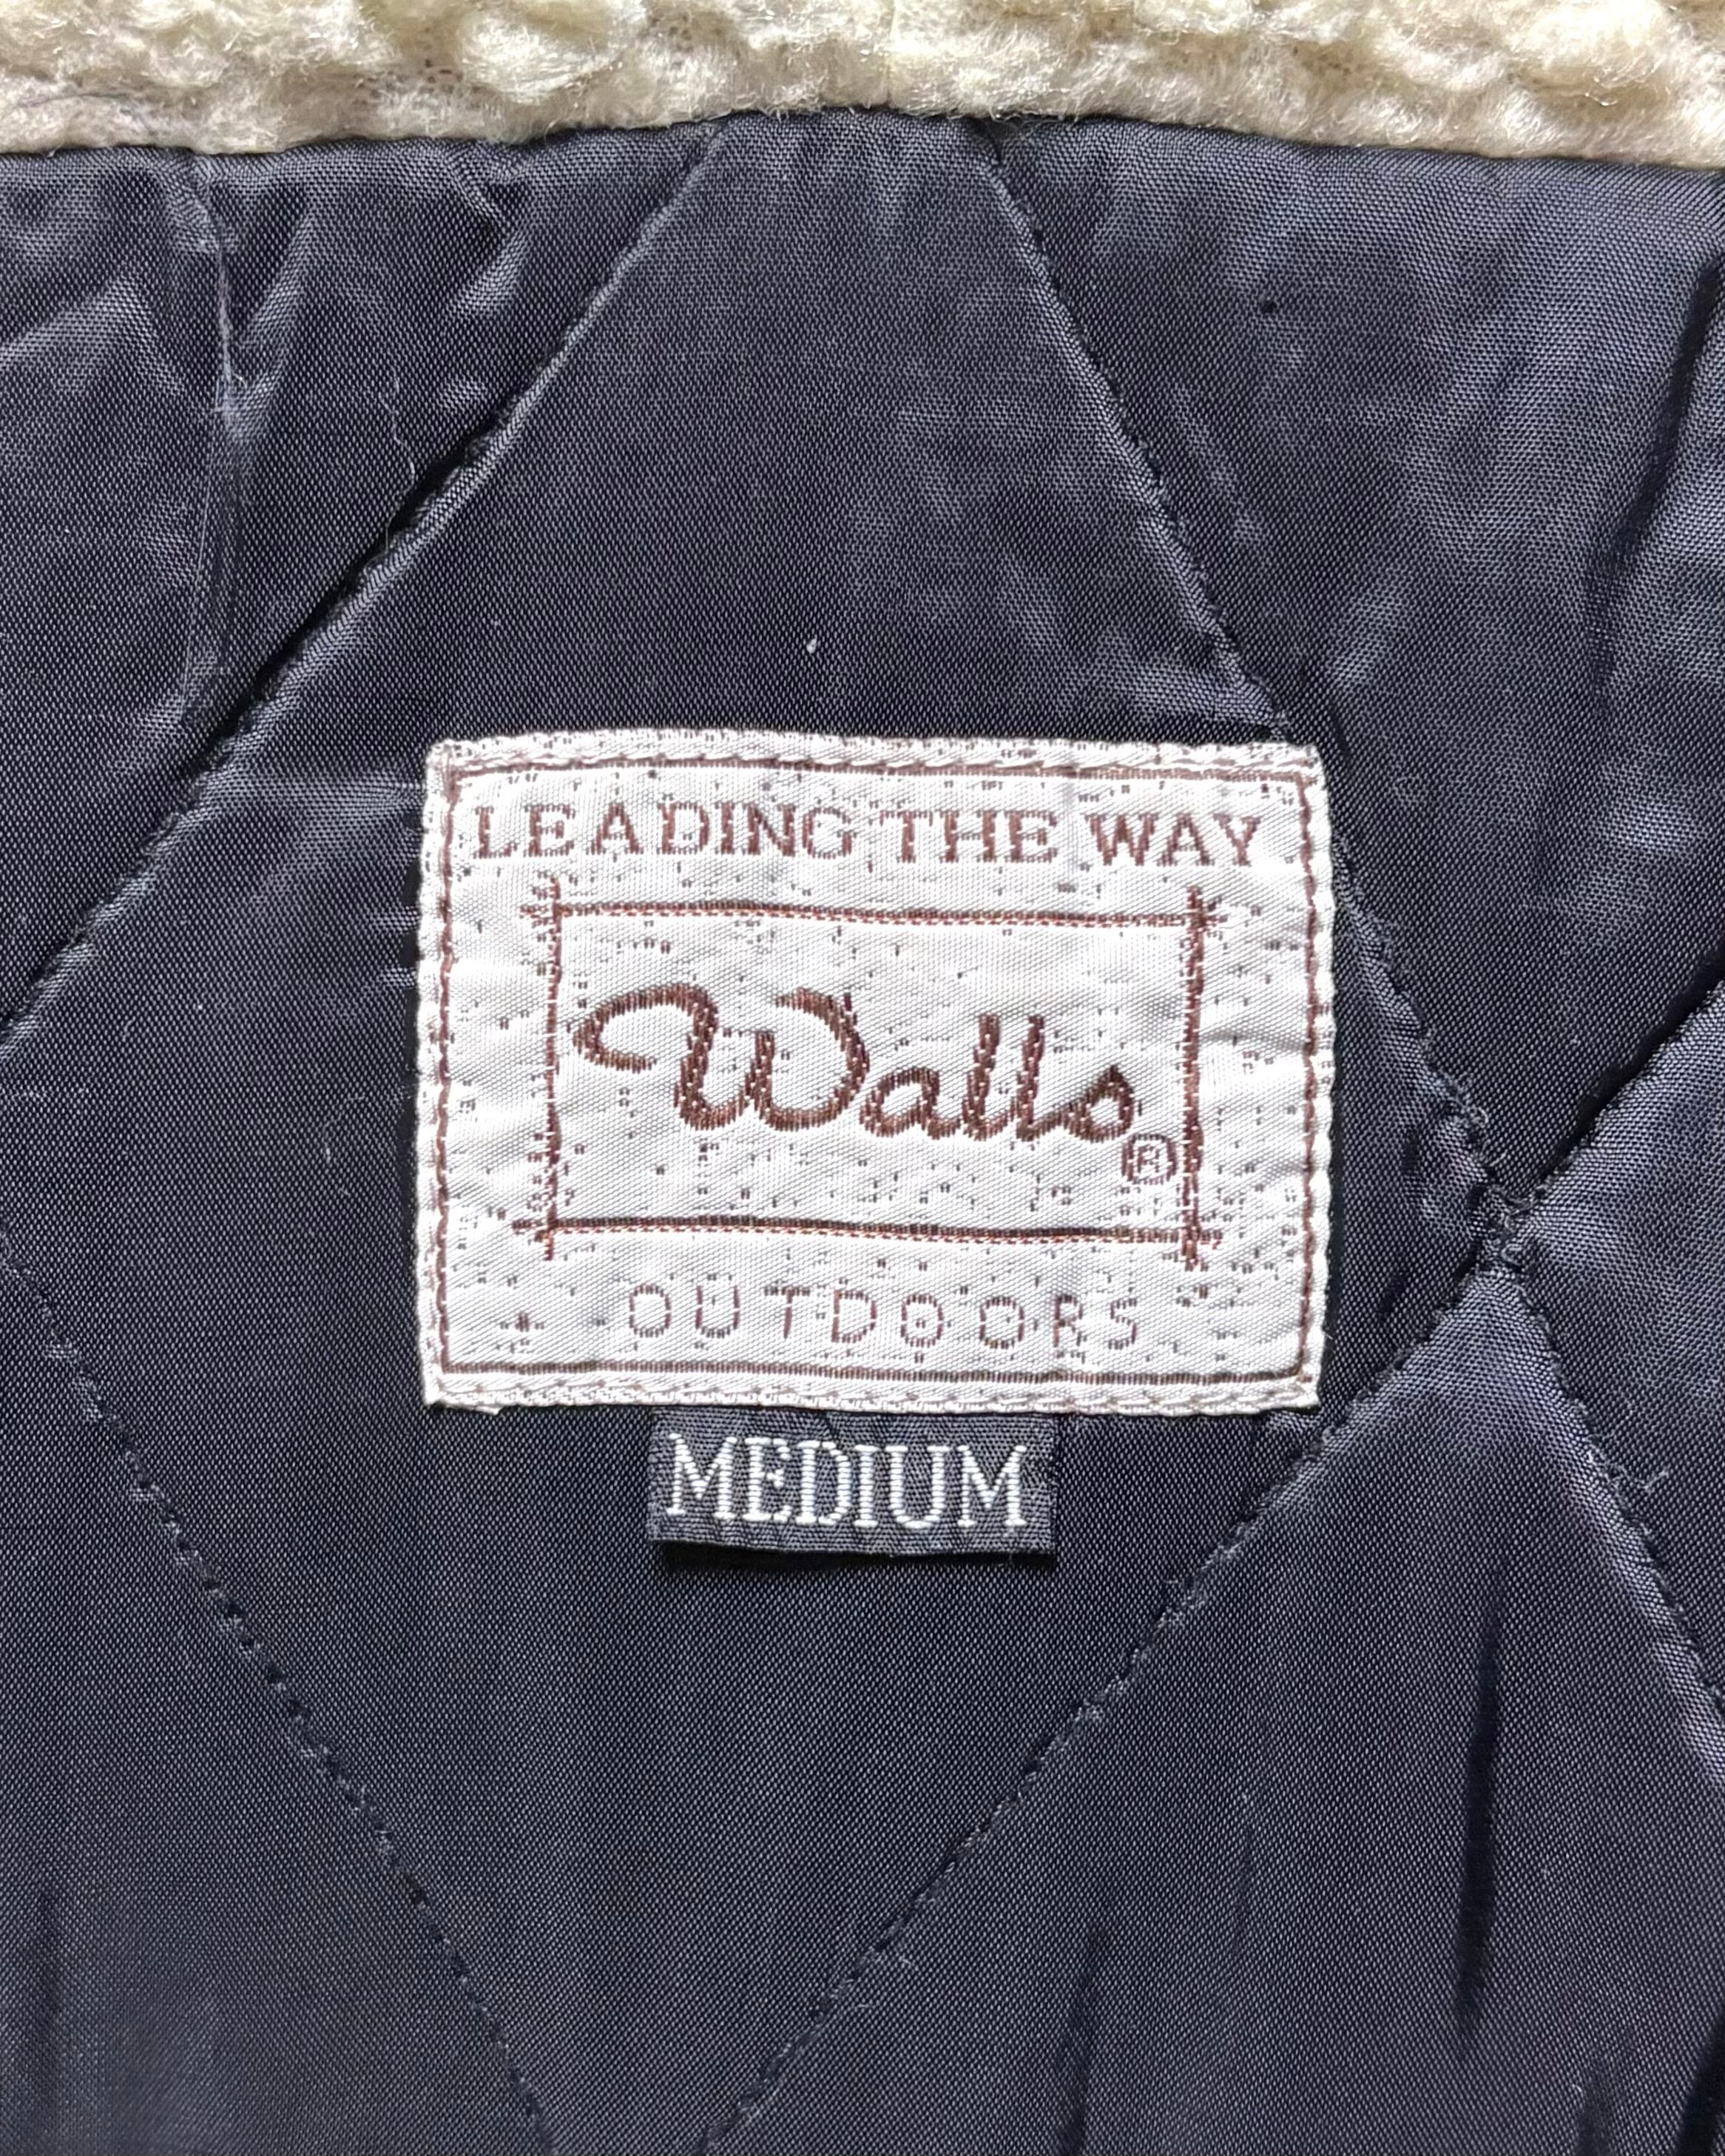 LEADING THE WAY
Walls®
OUTDOORS
MEDIUM